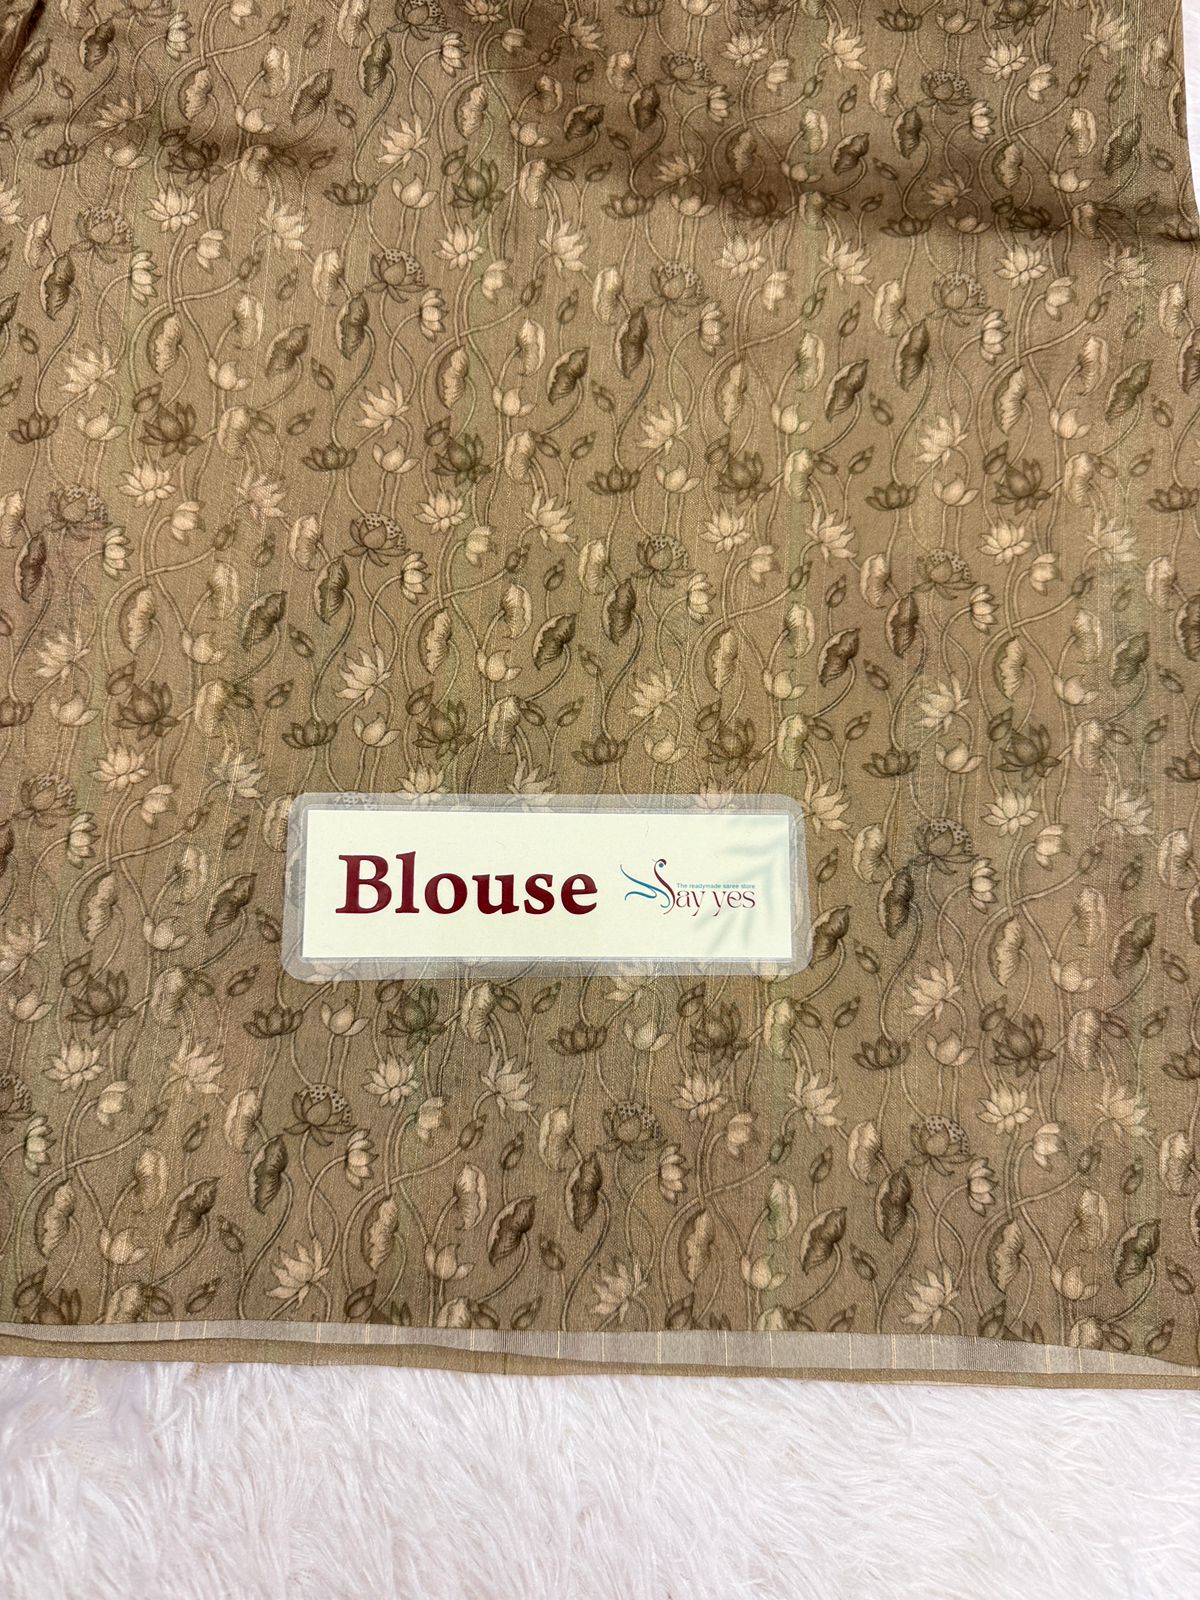 Blouse
The readymade saree store
Say yes